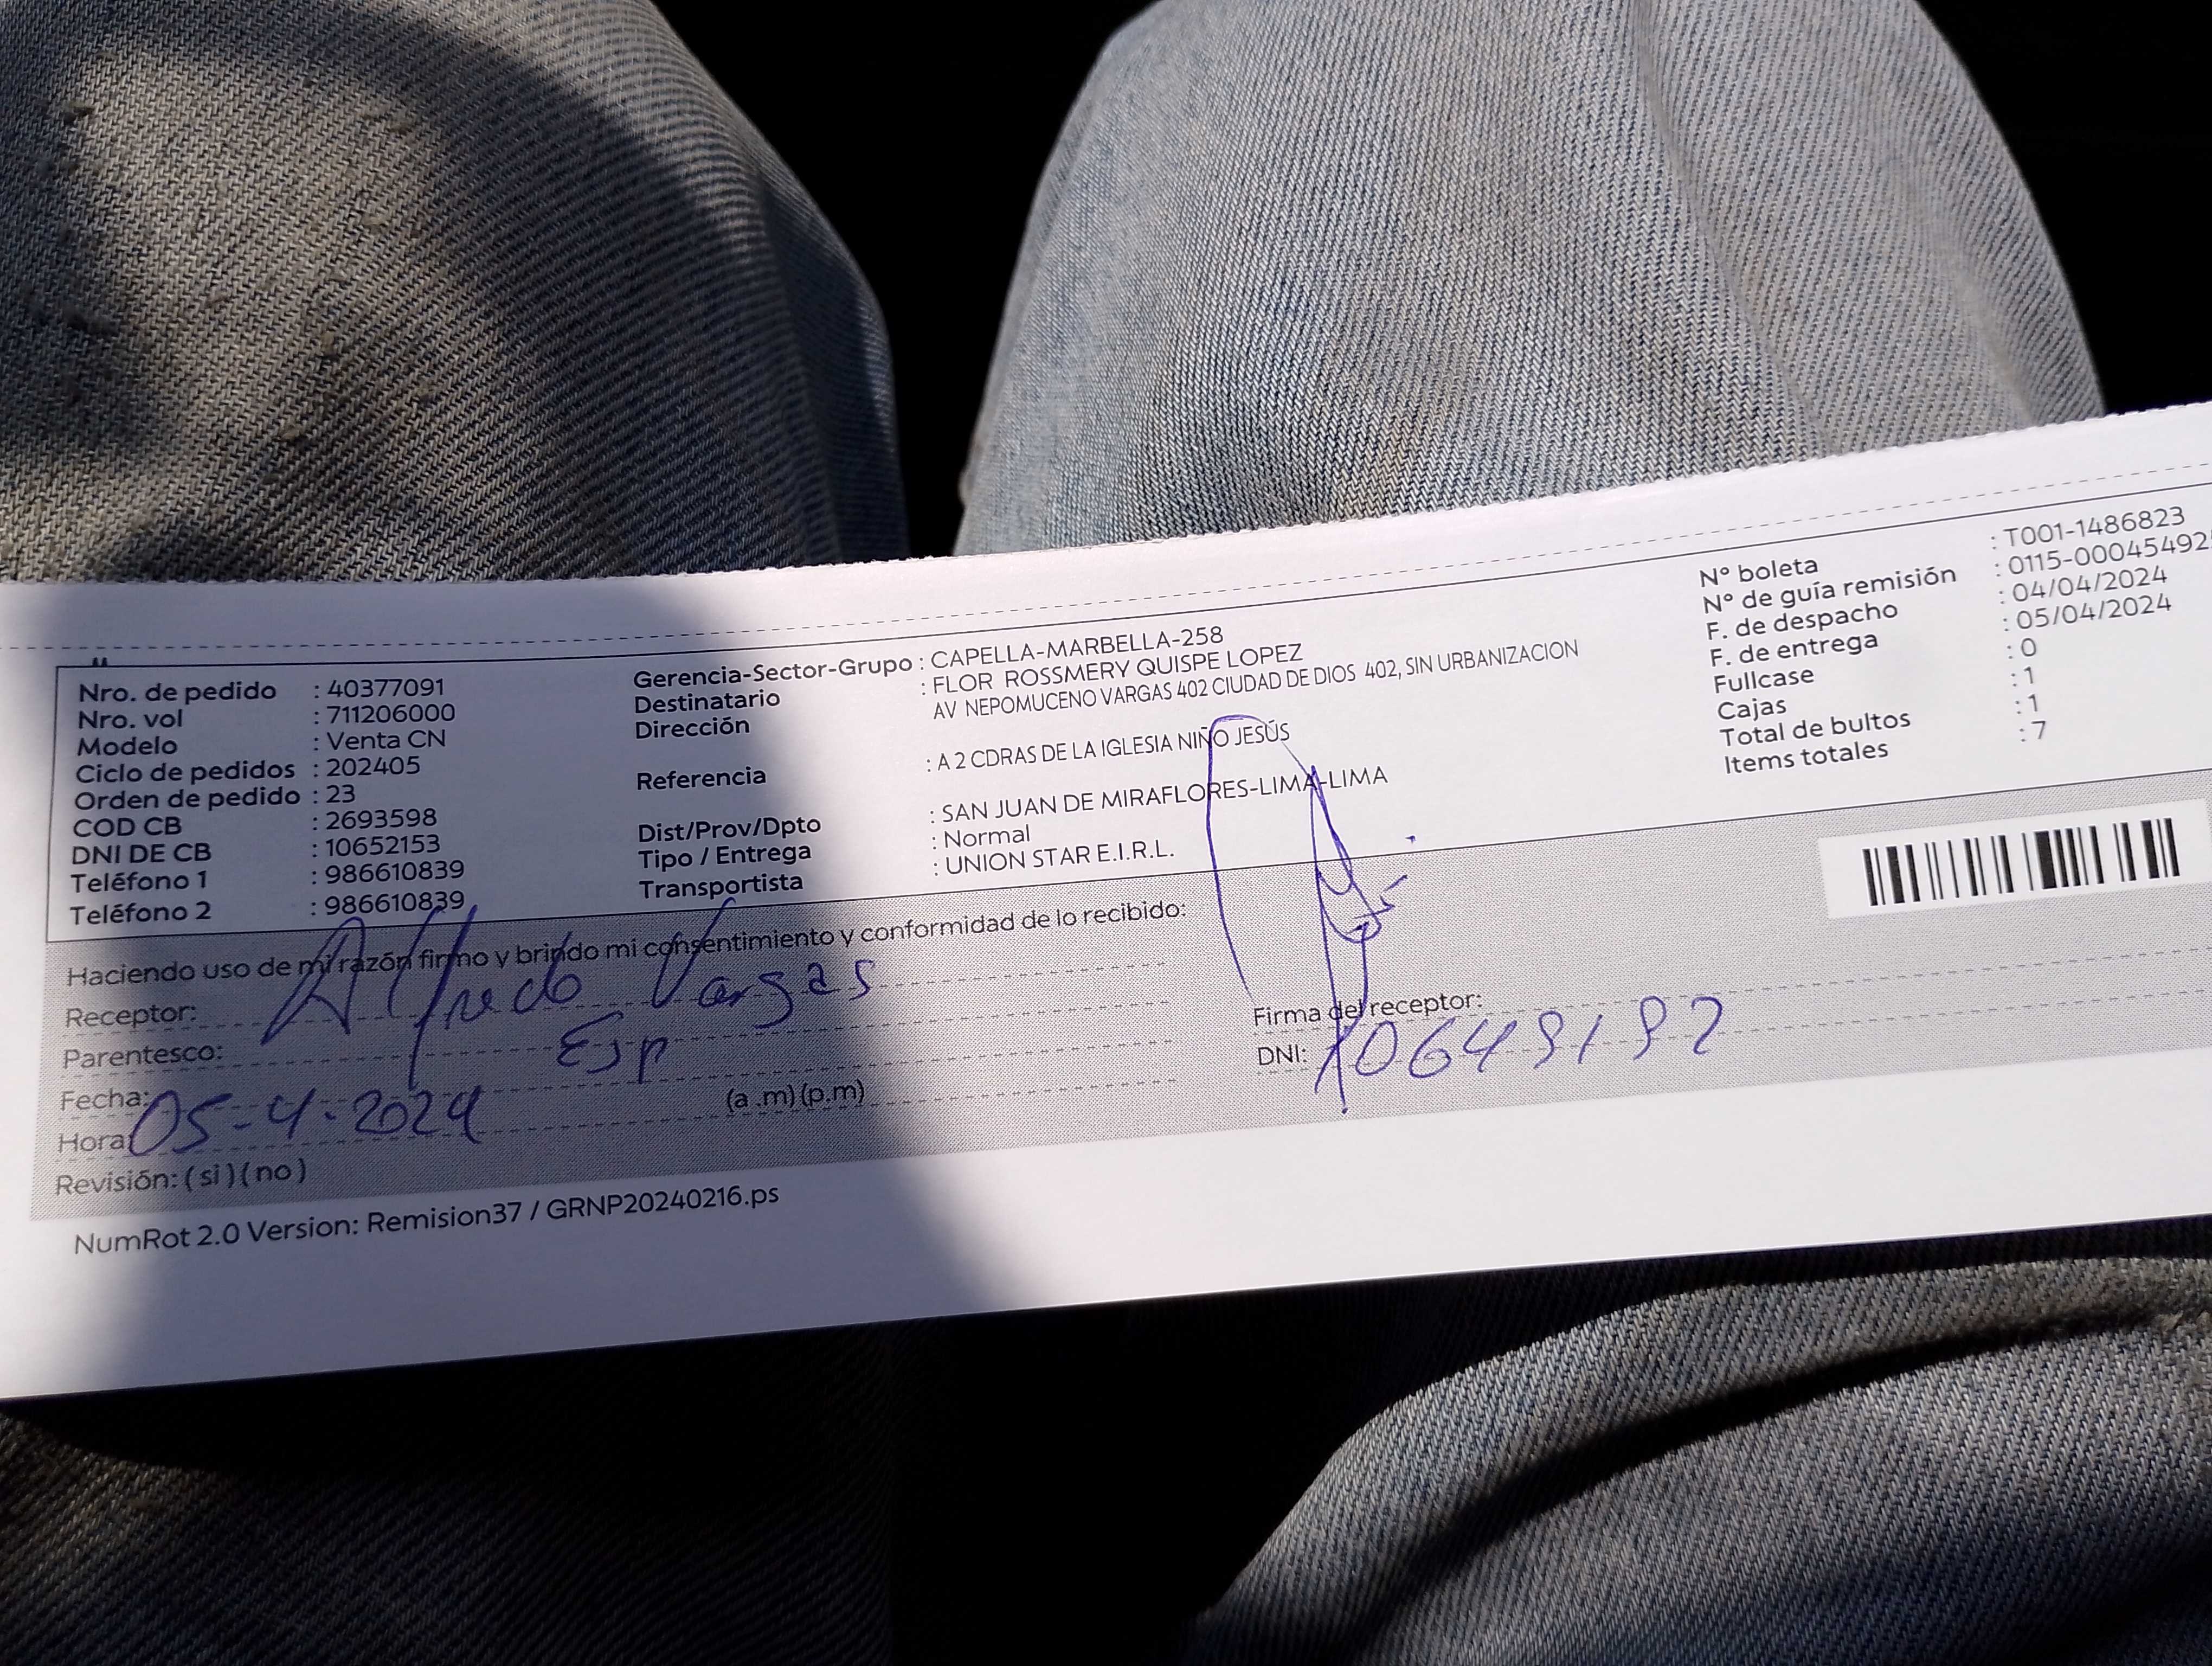 Nro. de pedido : 40377091
Nro. vol : 711206000
Modelo : Venta CN
Ciclo de pedidos : 202405
Orden de pedido : 23
COD CB : 2693598
DNI DE CB : 10652153
Teléfono 1 : 986610839
Teléfono 2 : 986610839
Gerencia-Sector-Grupo : CAPELLA-MARBELLA-258
Destinatario : FLOR ROSSMERY QUISPE LOPEZ
Dirección AV NEPOMUCENO VARGAS 402 CIUDAD DE DIOS 402, SIN URBANIZACION
Referencia : A 2 CDRAS DE LA IGLESIA NIÑO JESÚS
Dist/Prov/Dpto : SAN JUAN DE MIRAFLORES-LIMA-LIMA
Tipo / Entrega : Normal
Transportista : UNION STAR E.I.R.L.
N° boleta : T001-1486823
N° de guía remisión : 0115-000454492
F. de despacho : 04/04/2024
F. de entrega : 05/04/2024
Fullcase : 0
Cajas : 1
Total de bultos : 1
Items totales : 7
Haciendo uso de mi razón firmo y brindo mi consentimiento y conformidad de lo recibido:
Receptor: Alfredo Vargas
Parentesco: Esp
Fecha: 05-4-2024
Hora: (a.m)(p.m)
Revisión: (si)(no)
Firma del receptor:
DNI:
NumRot 2.0 Version: Remision37 / GRNP20240216.ps